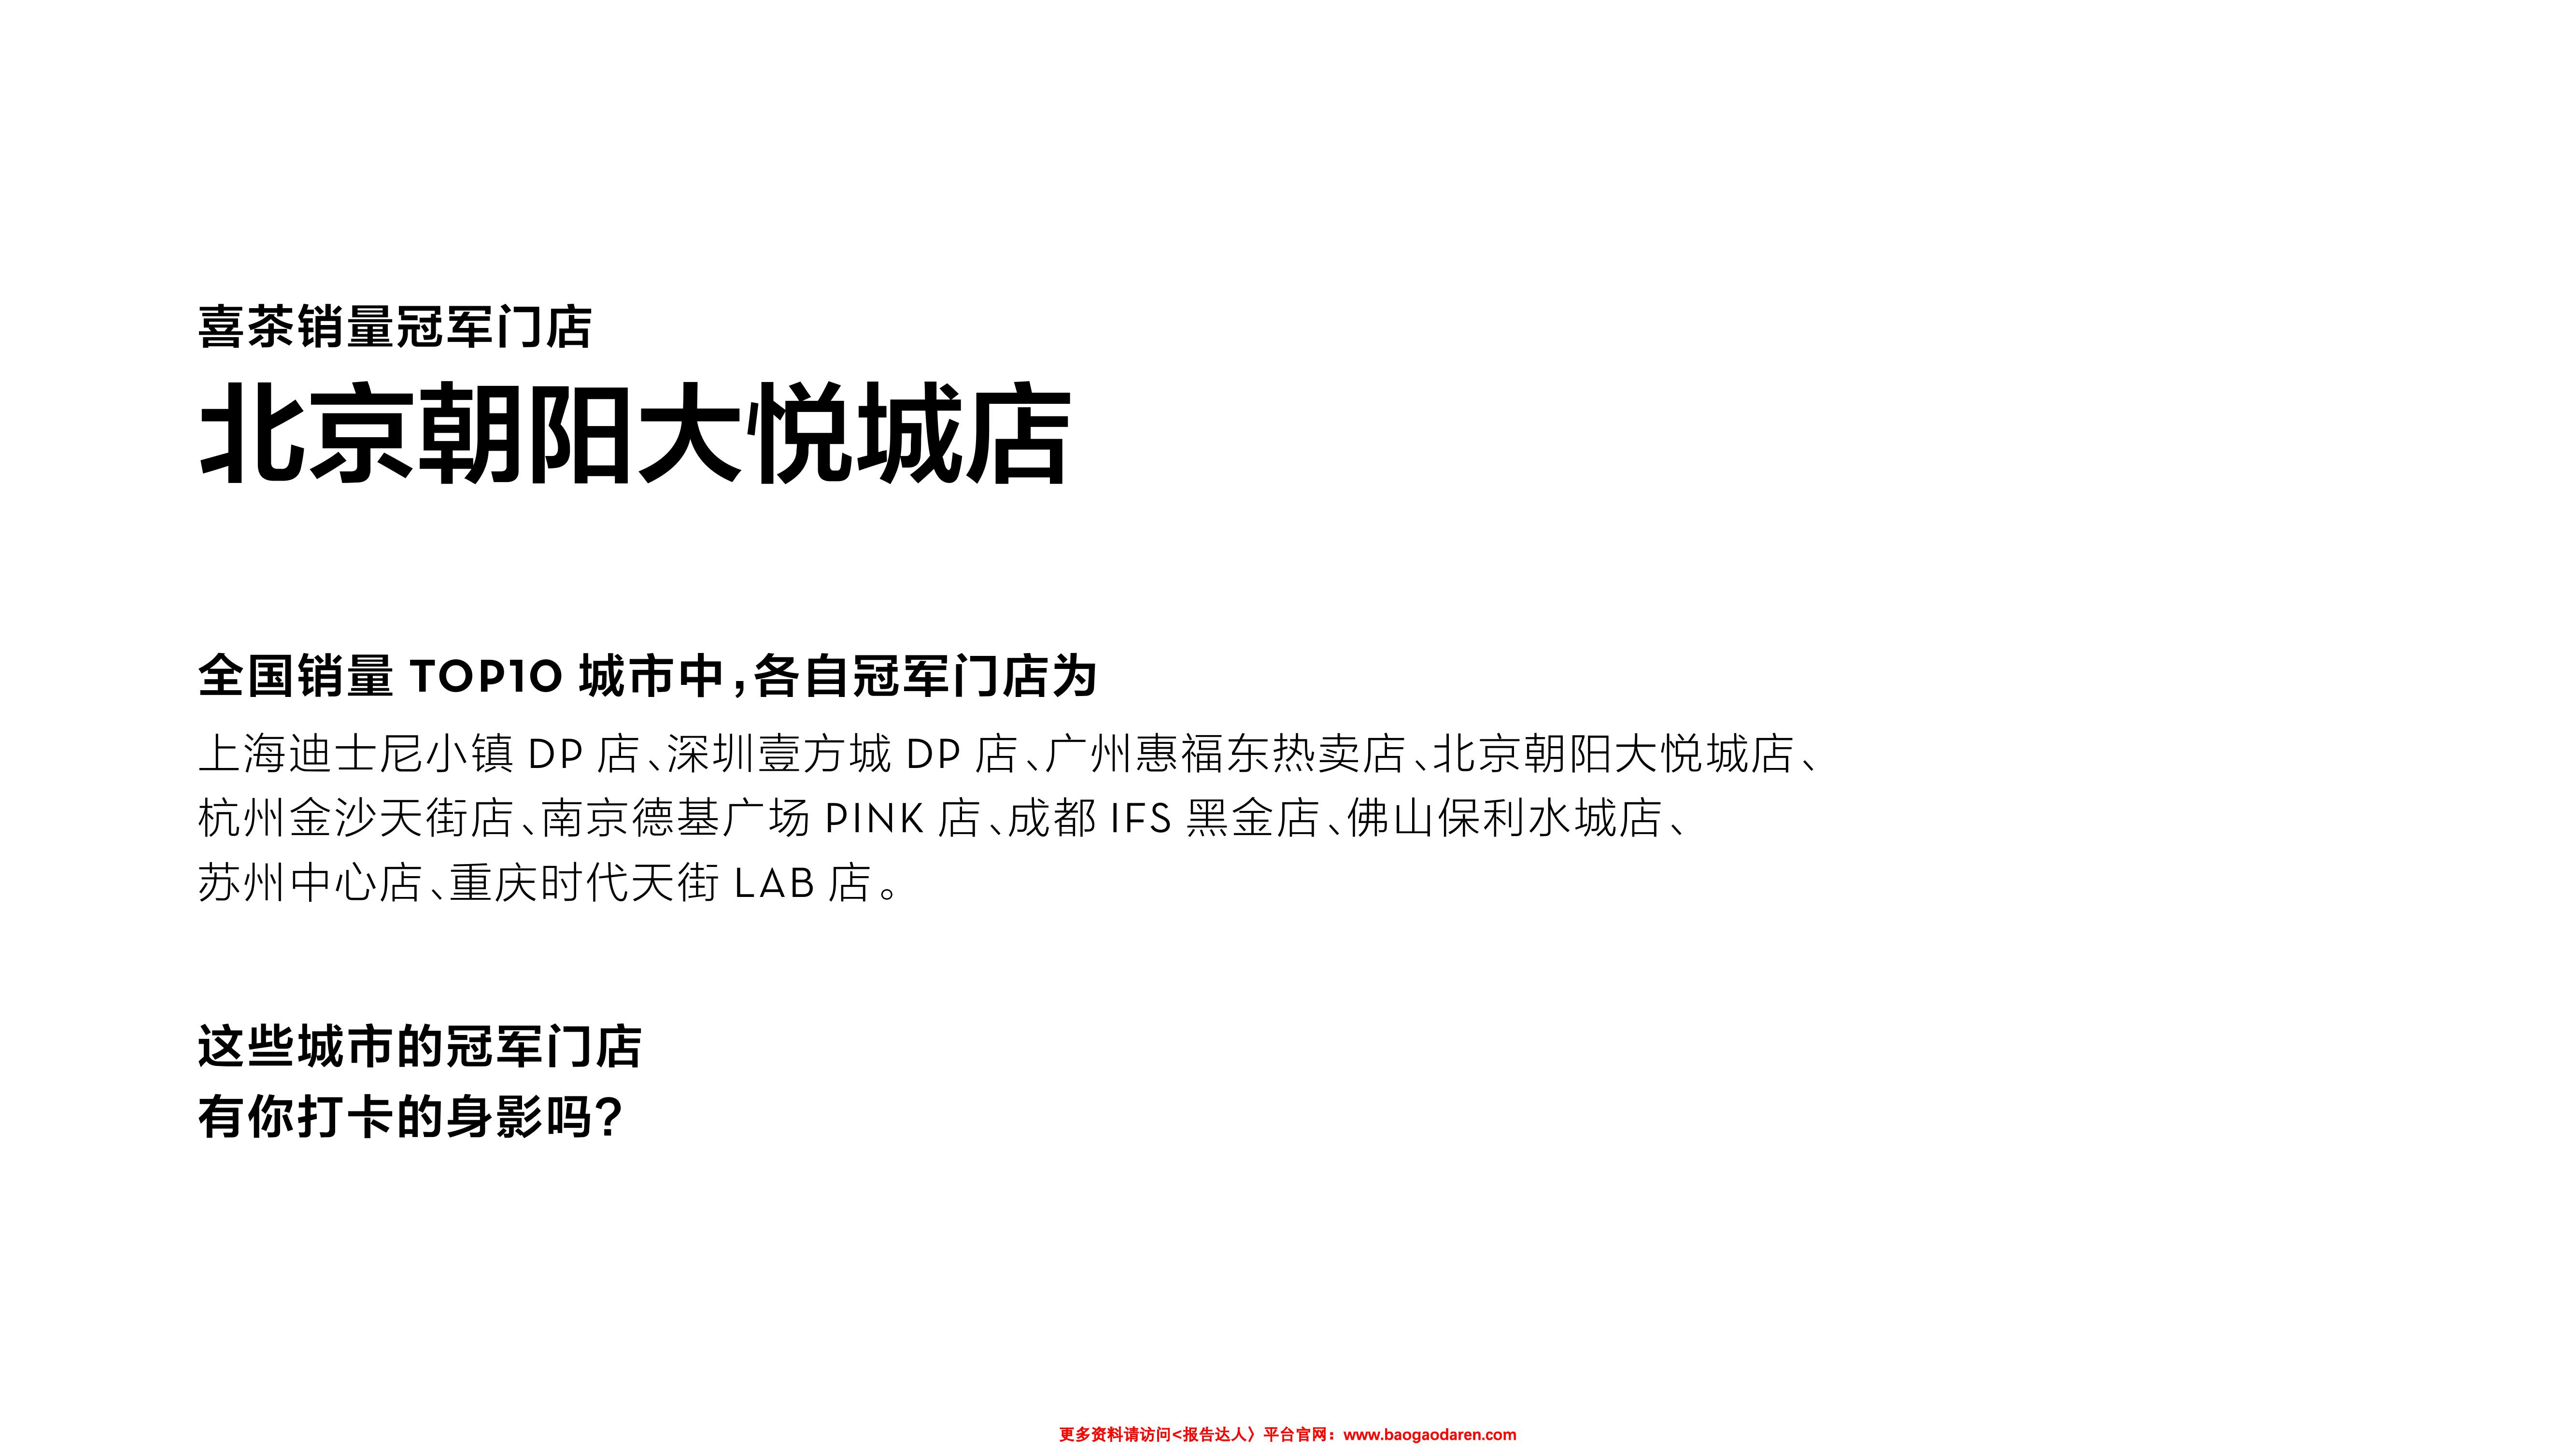 喜茶销量冠军门店
北京朝阳大悦城店
全国销量 TOP10 城市中,各自冠军门店为
上海迪士尼小镇 DP 店、深圳壹方城 DP 店、广州惠福东热卖店、北京朝阳大悦城店、
杭州金沙天街店、南京德基广场 PINK 店、成都 IFS 黑金店、佛山保利水城店、
苏州中心店、重庆时代天街 LAB 店。
这些城市的冠军门店
有你打卡的身影吗?
更多资料请访问<报告达人〉平台官网：www.baogaodaren.com